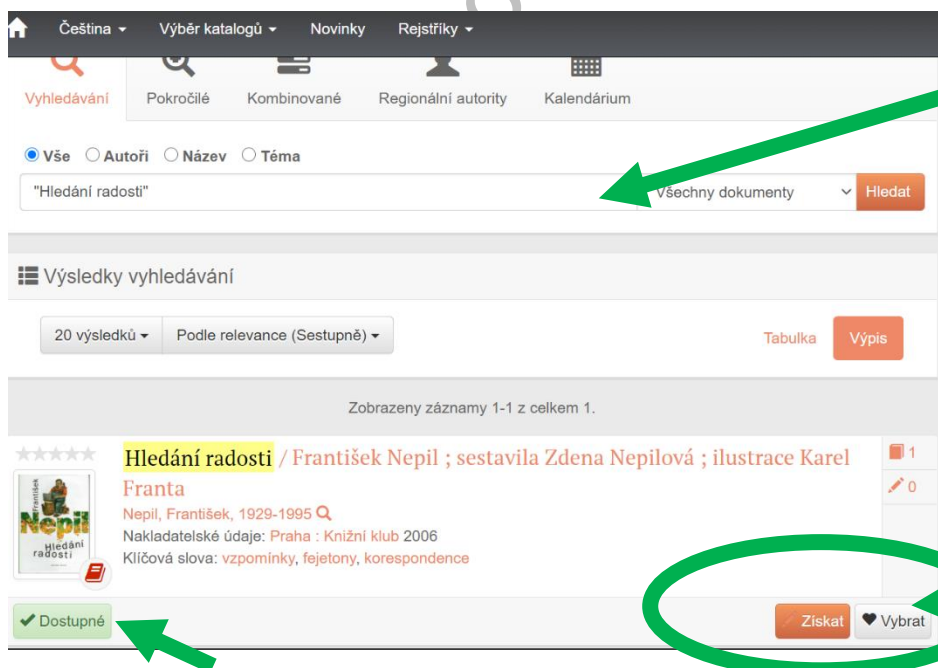 Čeština Výběr katalogů Novinky Rejstříky
Vyhledávání Pokročilé Kombinované Regionální autority Kalendárium
Vše Autoři Název Téma
"Hledání radosti" Všechny dokumenty Hledat
Výsledky vyhledávání
20 výsledků Podle relevance (Sestupně) Tabulka Výpis
Zobrazeny záznamy 1-1 z celkem 1.
Hledání radosti / František Nepil ; sestavila Zdena Nepilová ; ilustrace Karel
Franta
1
0
Nepil, František, 1929-1995
Nakladatelské údaje: Praha : Knižní klub 2006
Klíčová slova: vzpomínky, fejetony, korespondence
František
Nepil
Hledání
radosti
Dostupné Získat Vybrat